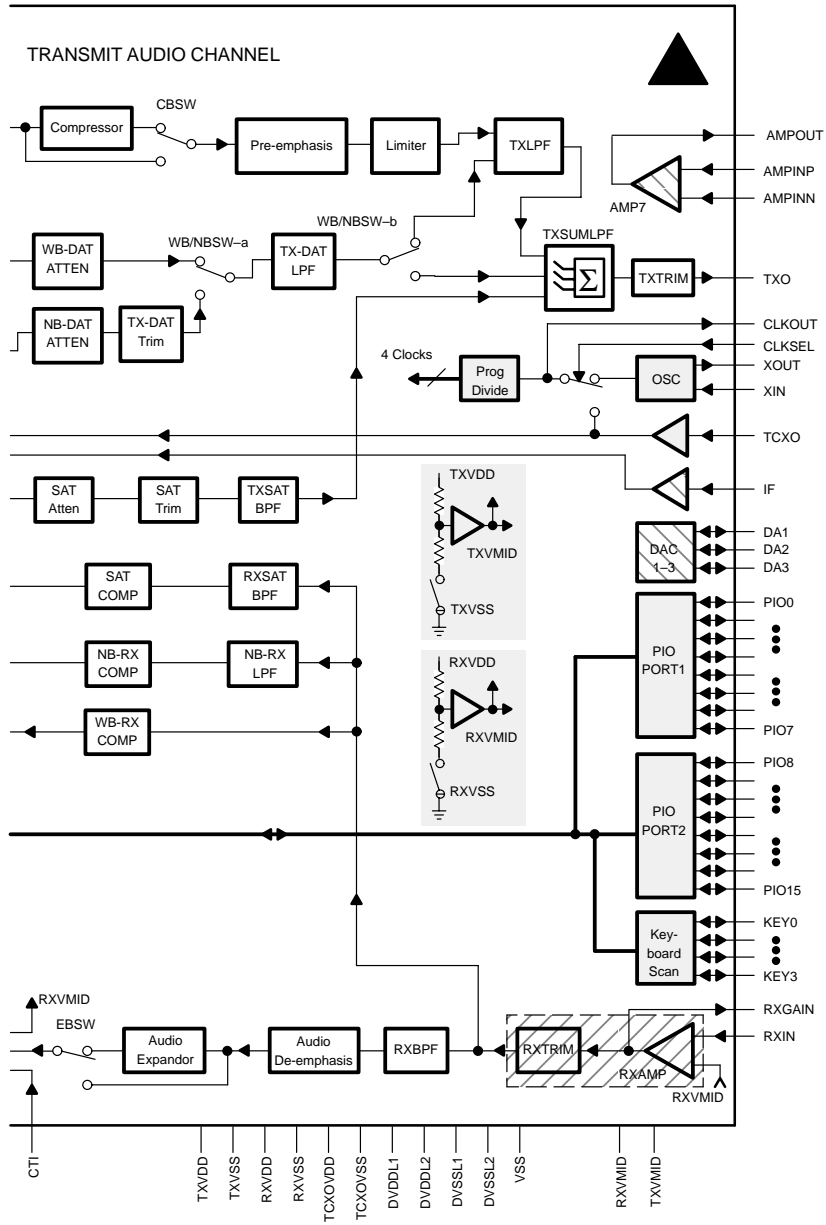 TRANSMIT AUDIO CHANNEL
CBSW
Compressor
Pre-emphasis
Limiter
TXLPF
AMPOUT
AMPINP
AMPINN
AMP7
WB/NBSW–b
WB/NBSW–a
WB-DAT
ATTEN
TX-DAT
LPF
TXSUMLPF
Σ
TXTRIM
TXO
NB-DAT
ATTEN
TX-DAT
Trim
CLKOUT
CLKSEL
XOUT
XIN
4 Clocks
Prog
Divide
OSC
TCXO
IF
SAT
Atten
SAT
Trim
TXSAT
BPF
TXVDD
TXVMID
TXVSS
DAC
1–3
DA1
DA2
DA3
SAT
COMP
RXSAT
BPF
PIO0
PIO
PORT1
PIO7
NB-RX
COMP
NB-RX
LPF
RXVDD
RXVMID
RXVSS
WB-RX
COMP
PIO8
PIO
PORT2
PIO15
KEY0
Key-
board
Scan
KEY3
RXVMID
EBSW
Audio
Expandor
Audio
De-emphasis
RXBPF
RXTRIM
RXAMP
RXGAIN
RXIN
RXVMID
CTI
TXVDD
TXVSS
RXVDD
RXVSS
TCXOVDD
TCXOVSS
DVDDL1
DVDDL2
DVSSL1
DVSSL2
VSS
RXVMID
TXVMID